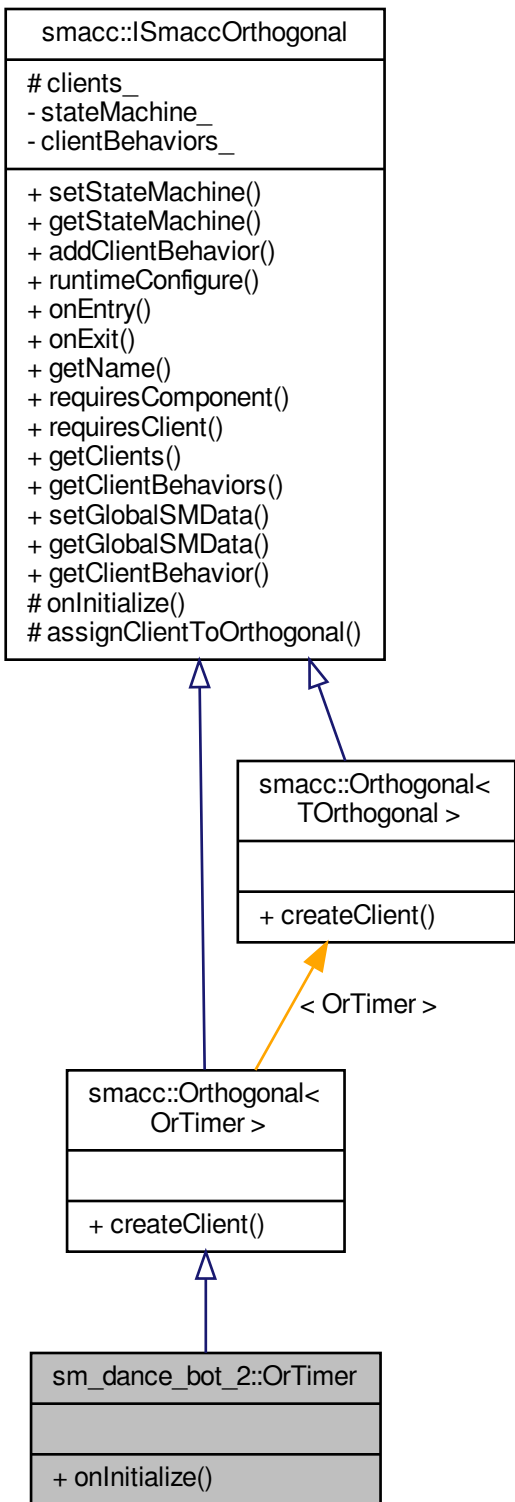 smacc::ISmaccOrthogonal
# clients_
- stateMachine_
- clientBehaviors_
+ setStateMachine()
+ getStateMachine()
+ addClientBehavior()
+ runtimeConfigure()
+ onEntry()
+ onExit()
+ getName()
+ requiresComponent()
+ requiresClient()
+ getClients()
+ getClientBehaviors()
+ setGlobalSMData()
+ getGlobalSMData()
+ getClientBehavior()
# onInitialize()
# assignClientToOrthogonal()
smacc::Orthogonal<
TOrthogonal >
+ createClient()
< OrTimer >
smacc::Orthogonal<
OrTimer >
+ createClient()
sm_dance_bot_2::OrTimer
+ onInitialize()